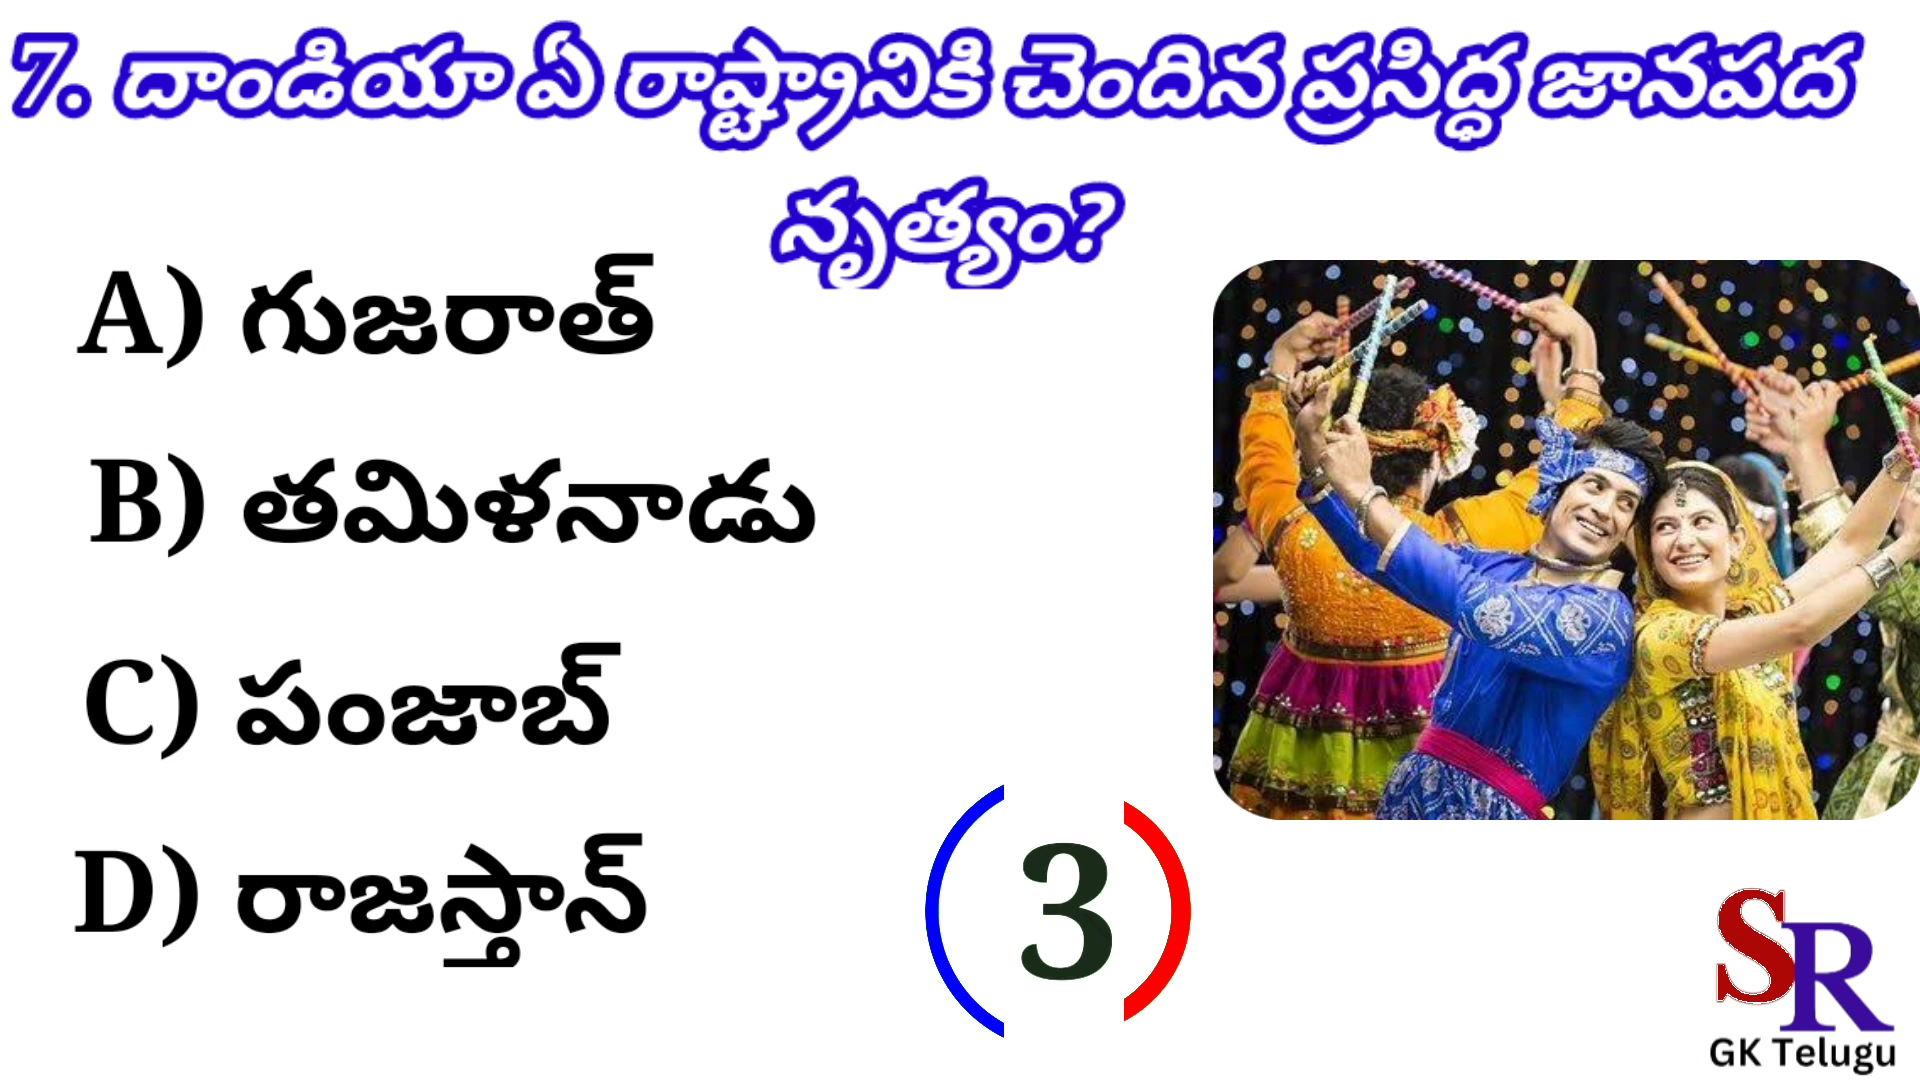 7. దాండియా ఏ రాష్ట్రానికి చెందిన ప్రసిద్ధ జానపద
నృత్యం?
A) గుజరాత్
B) తమిళనాడు
C) పంజాబ్
D) రాజస్తాన్
3
SR
GK Telugu